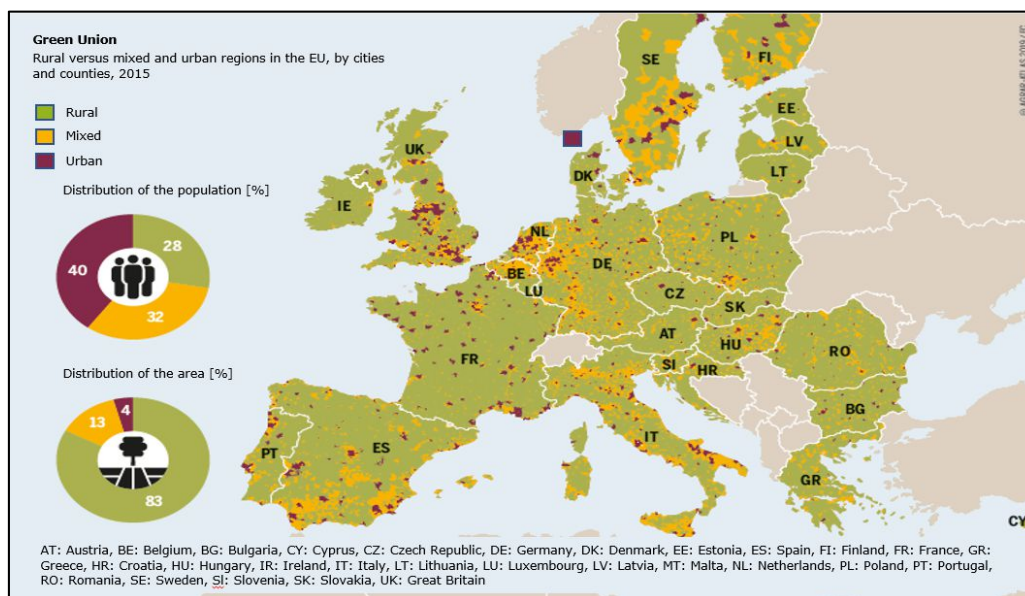 Green Union
Rural versus mixed and urban regions in the EU, by cities
and counties, 2015
Rural
Mixed
Urban
Distribution of the population [%]
28
40
32
Distribution of the area [%]
4
13
83
SE
FI
EE
LV
LT
UK
DK
IE
NL
PL
BE
DE
LU
CZ
SK
AT
HU
FR
RO
SI
HR
BG
IT
PT
ES
GR
CY
AT: Austria, BE: Belgium, BG: Bulgaria, CY: Cyprus, CZ: Czech Republic, DE: Germany, DK: Denmark, EE: Estonia, ES: Spain, FI: Finland, FR: France, GR:
Greece, HR: Croatia, HU: Hungary, IR: Ireland, IT: Italy, LT: Lithuania, LU: Luxembourg, LV: Latvia, MT: Malta, NL: Netherlands, PL: Poland, PT: Portugal,
RO: Romania, SE: Sweden, Sl: Slovenia, SK: Slovakia, UK: Great Britain